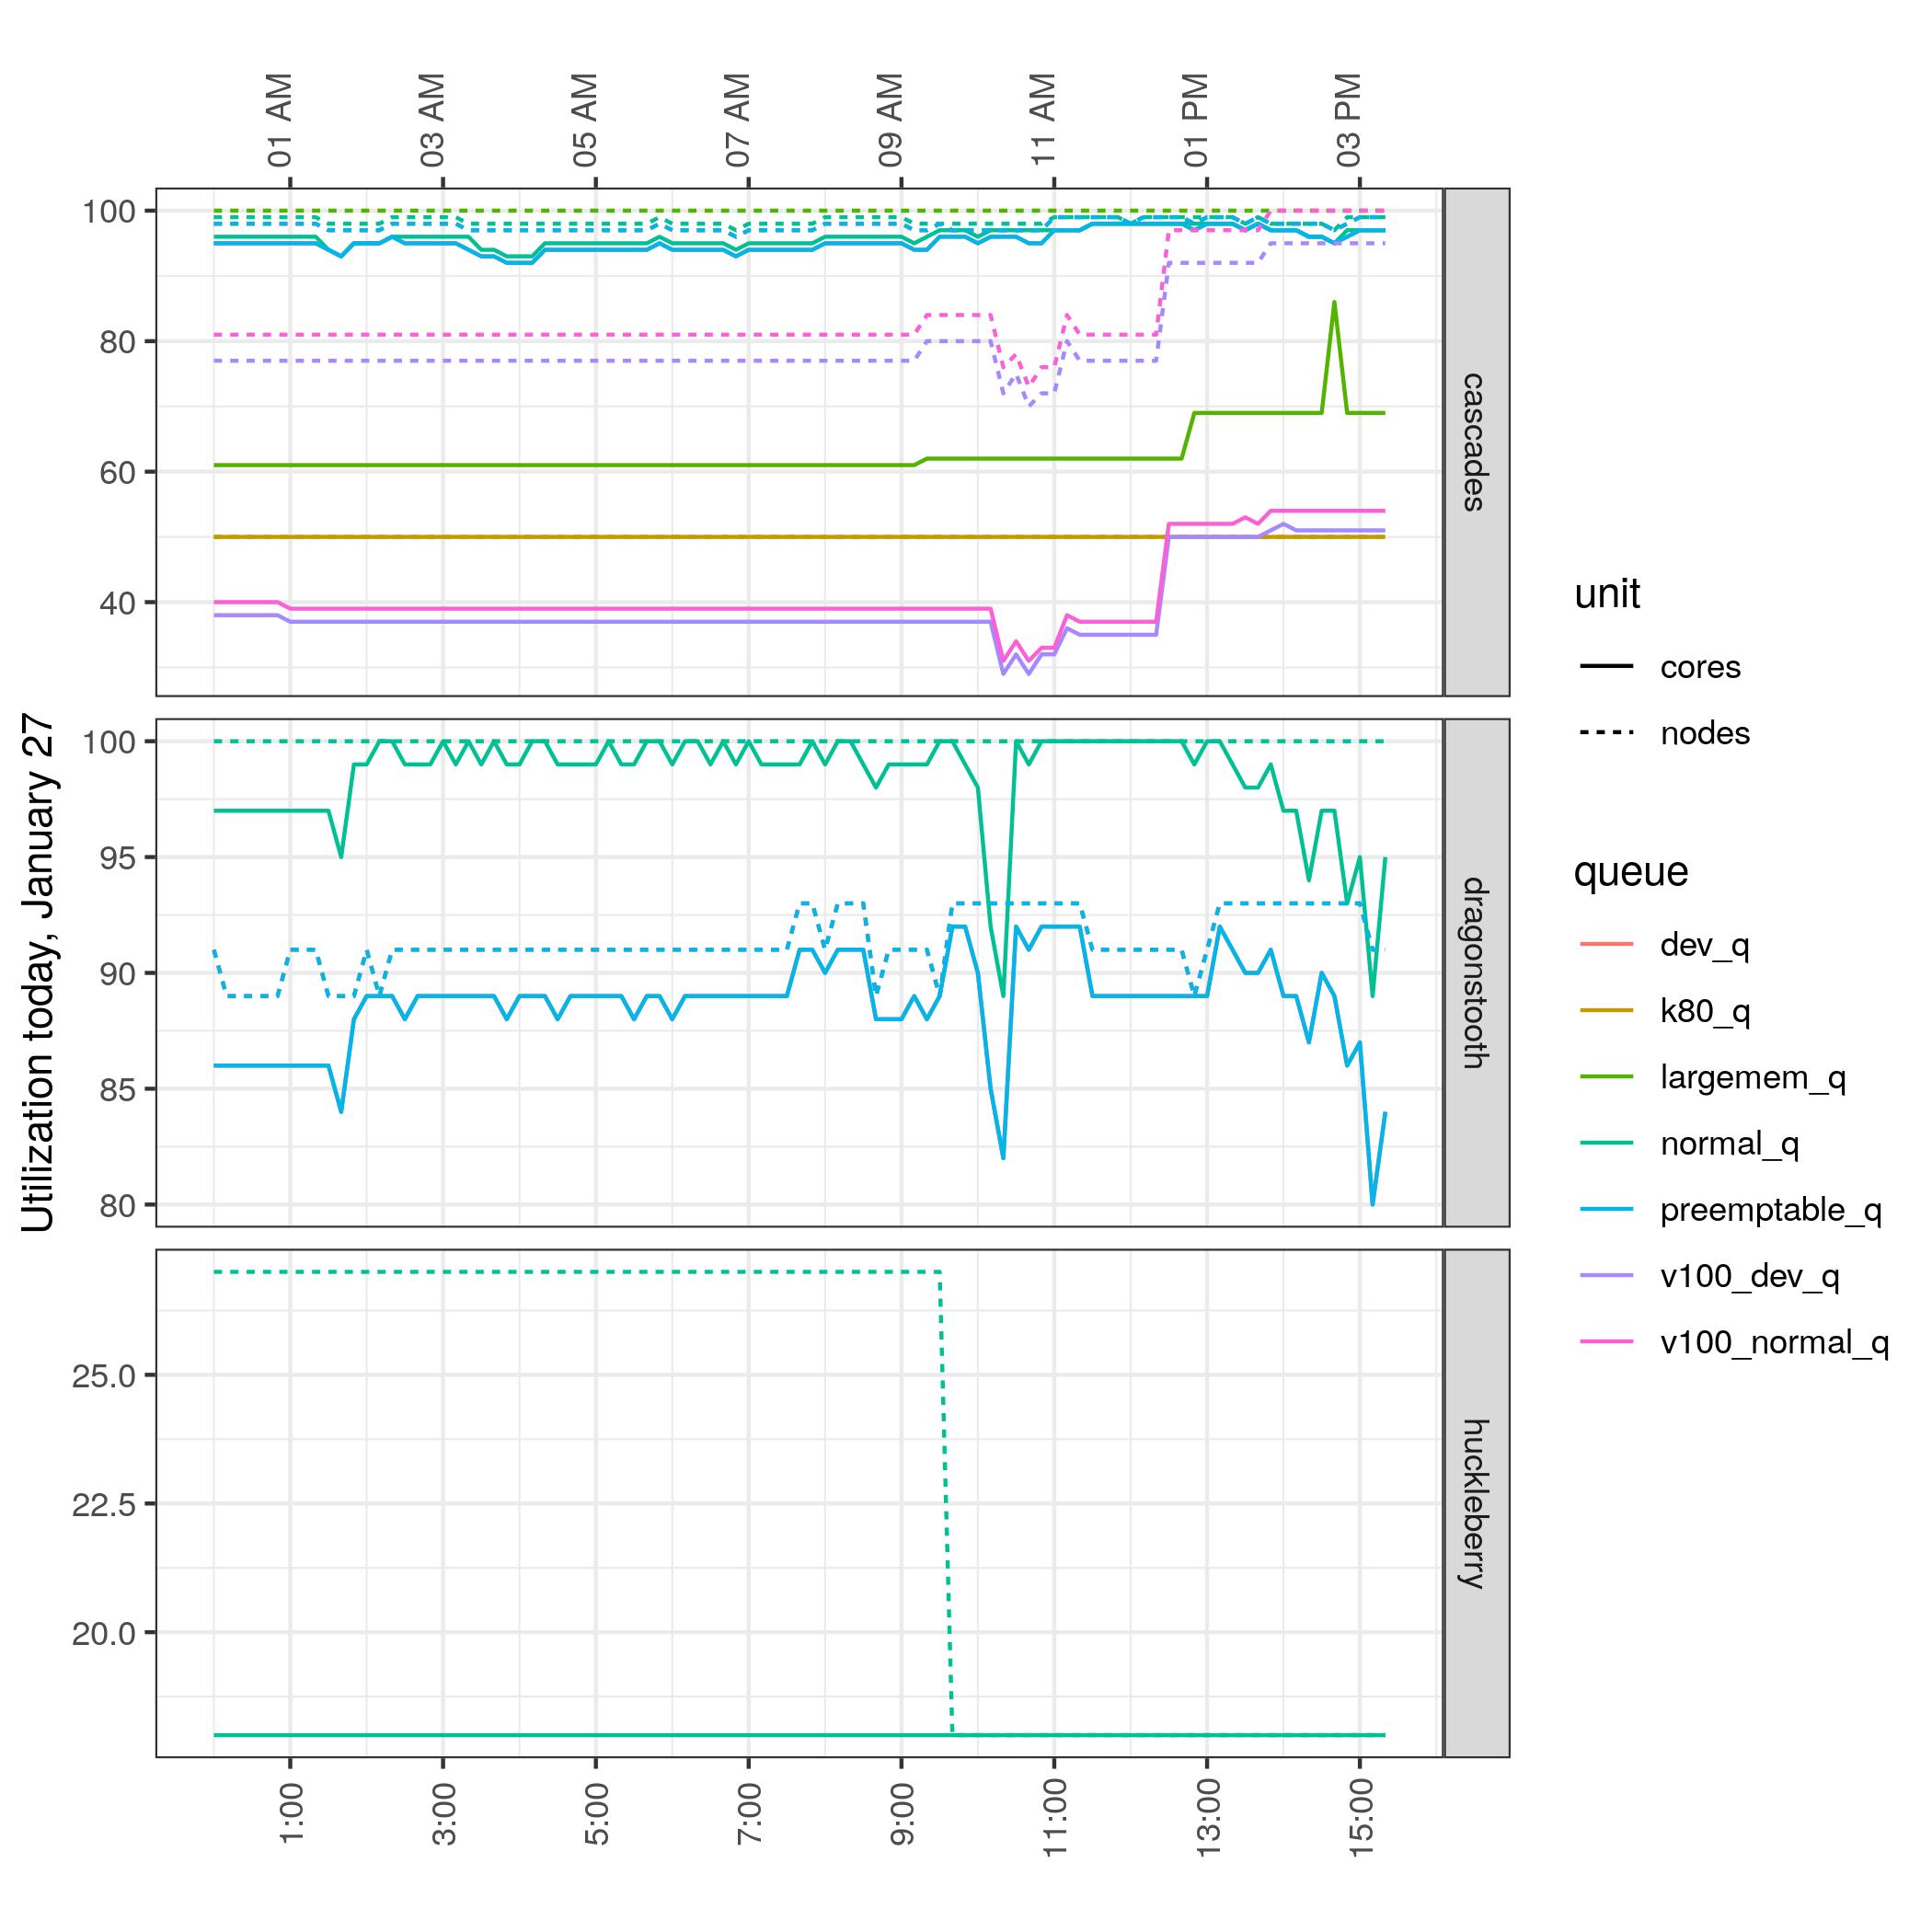 01 AM
03 AM
05 AM
07 AM
09 AM
11 AM
01 PM
03 PM
Utilization today, January 27
100
80
60
40
cascades
100
95
90
85
80
dragonstooth
25.0
22.5
20.0
huckleberry
1:00
3:00
5:00
7:00
9:00
11:00
13:00
15:00
unit
cores
nodes
queue
dev_q
k80_q
largemem_q
normal_q
preemptable_q
v100_dev_q
v100_normal_q